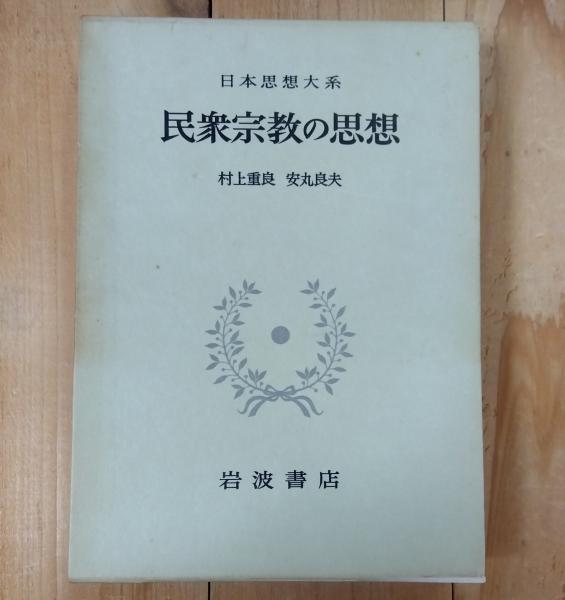 日本思想大系
民衆宗教の思想
村上重良 安丸良夫
岩波書店